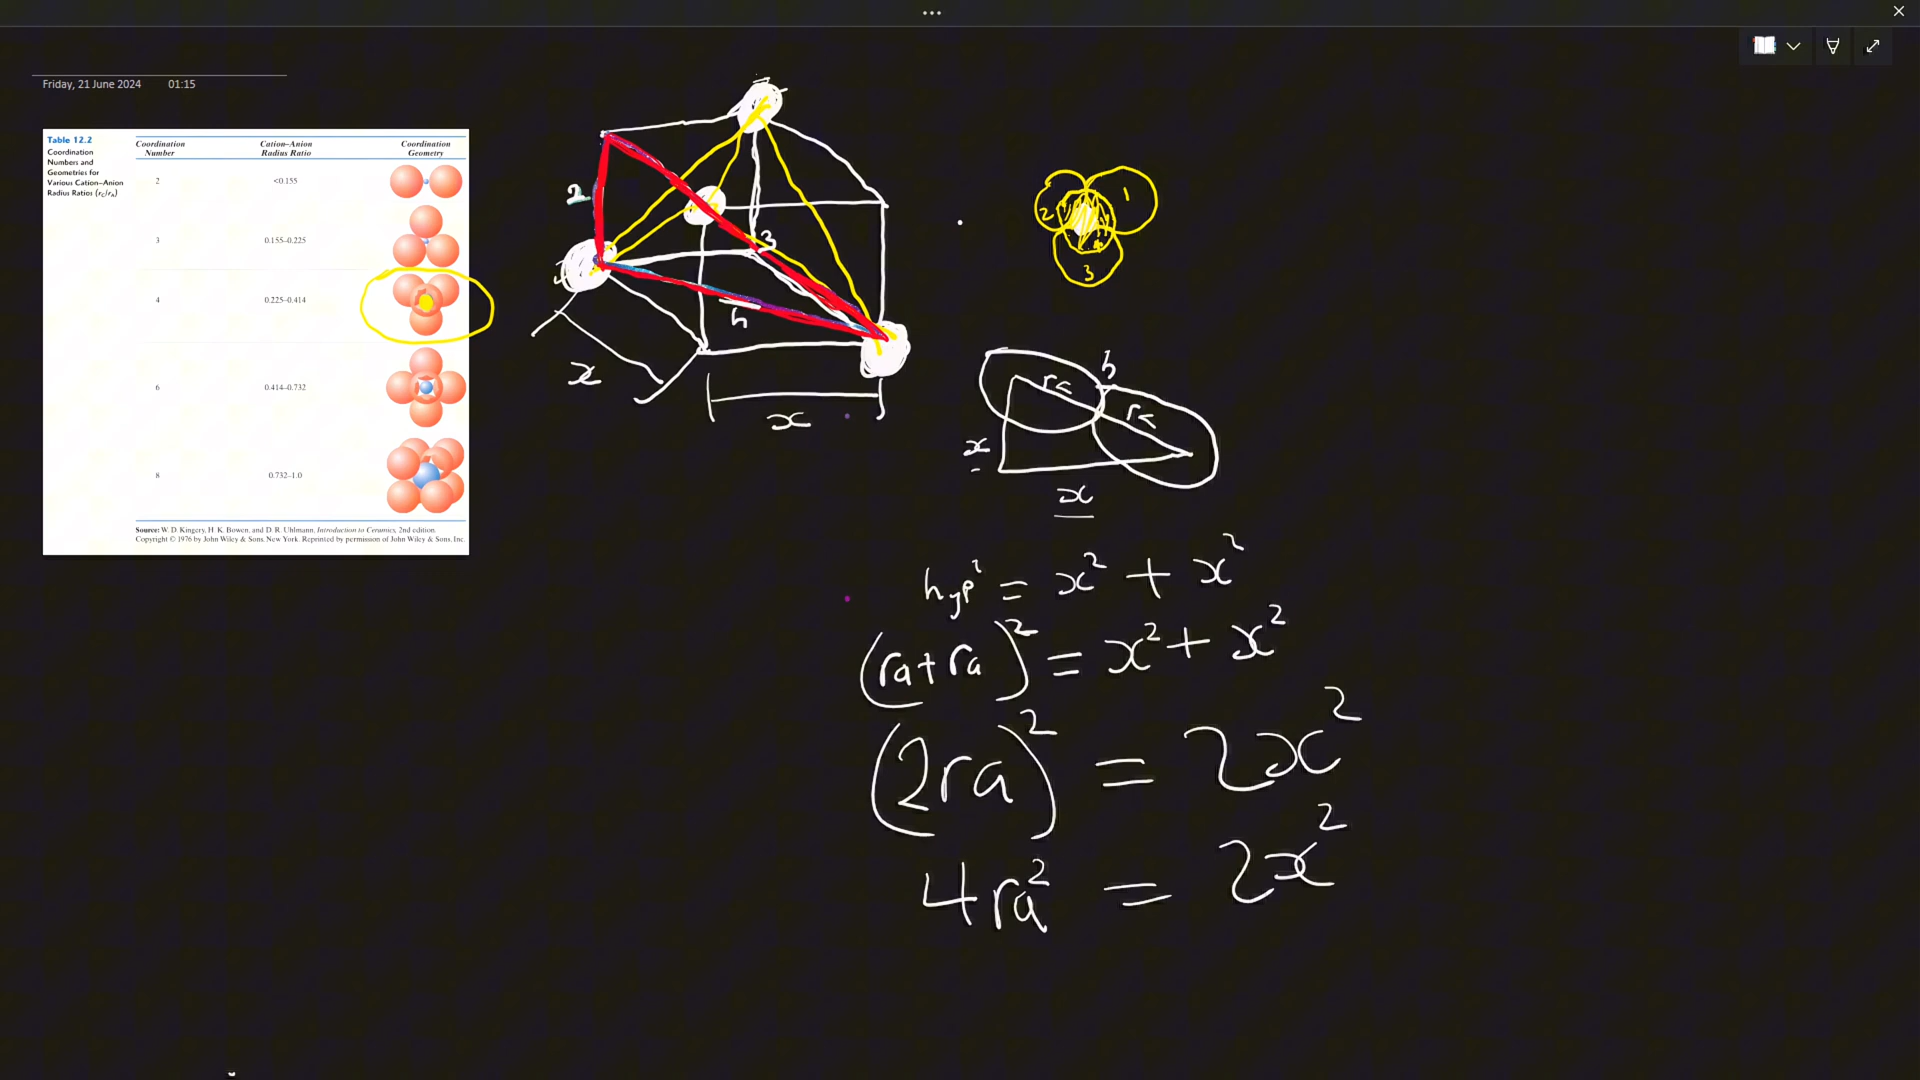 Friday, 21 June 2024 01:15
Table 12.2
Coordination
Numbers and
Geometries for
Various Cation–Anion
Radius Ratios (rC/rA)
Coordination Number
Cation–Anion Radius Ratio
Coordination Geometry
2 <0.155
3 0.155–0.225
4 0.225–0.414
6 0.414–0.732
8 0.732–1.0
Source: W. D. Kingery, H. K. Bowen, and D. R. Uhlmann, Introduction to Ceramics, 2nd edition.
Copyright © 1976 by John Wiley & Sons, New York. Reprinted by permission of John Wiley & Sons, Inc.
2
3
h
x
x
1
2
3
4
h
ra
ra
x
x
hyp² = x² + x²
(ra+ra)² = x² + x²
(2ra)² = 2x²
4ra² = 2x²